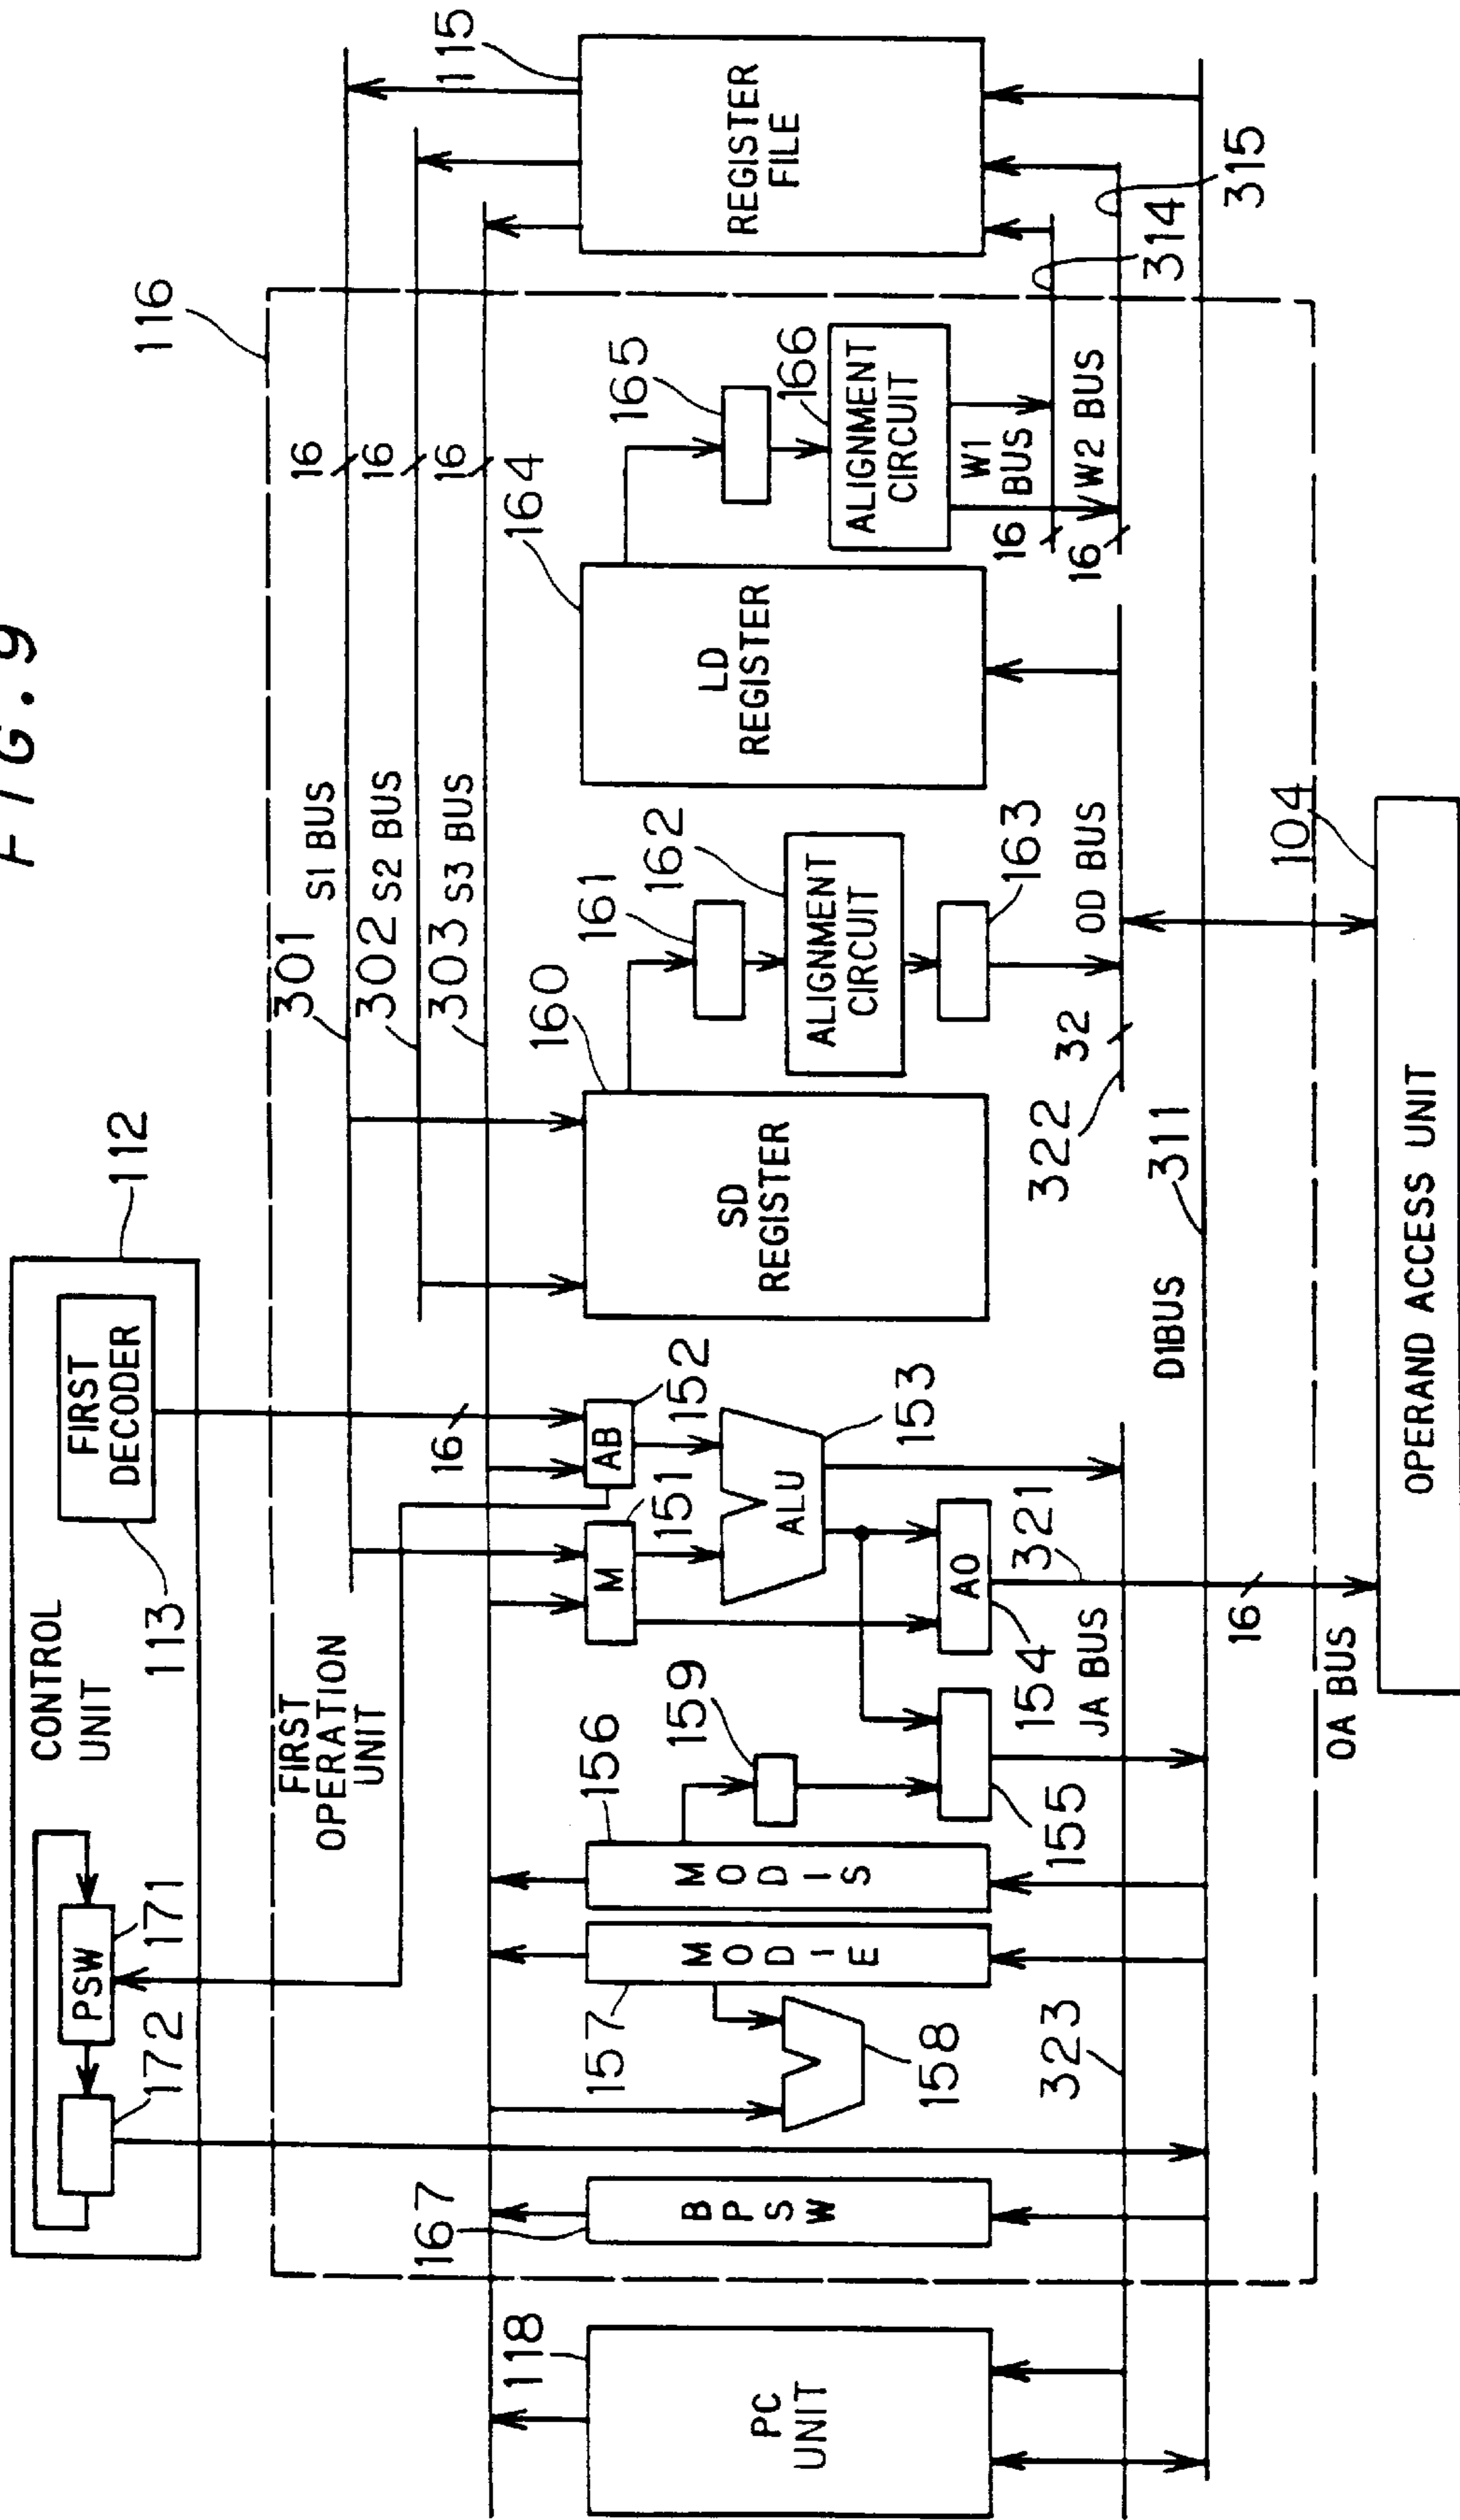 FIG.9
CONTROL
UNIT
112
FIRST
DECODER
113
PSW
171
172
116
FIRST
OPERATION
UNIT
301
S1 BUS
16
302
S2 BUS
16
303
S3 BUS
16
115
REGISTER
FILE
118
PC
UNIT
167
BPSW
157
MODIE
158
156
MODIS
159
155
M
151
AB
152
16
ALU
153
AO
154
160
SD
REGISTER
161
162
ALIGNMENT
CIRCUIT
163
164
LD
REGISTER
165
166
ALIGNMENT
CIRCUIT
W1
BUS
16
314
W2 BUS
16
315
OD BUS
32
322
323
JA BUS
D1BUS
311
321
16
OA BUS
104
OPERAND ACCESS UNIT